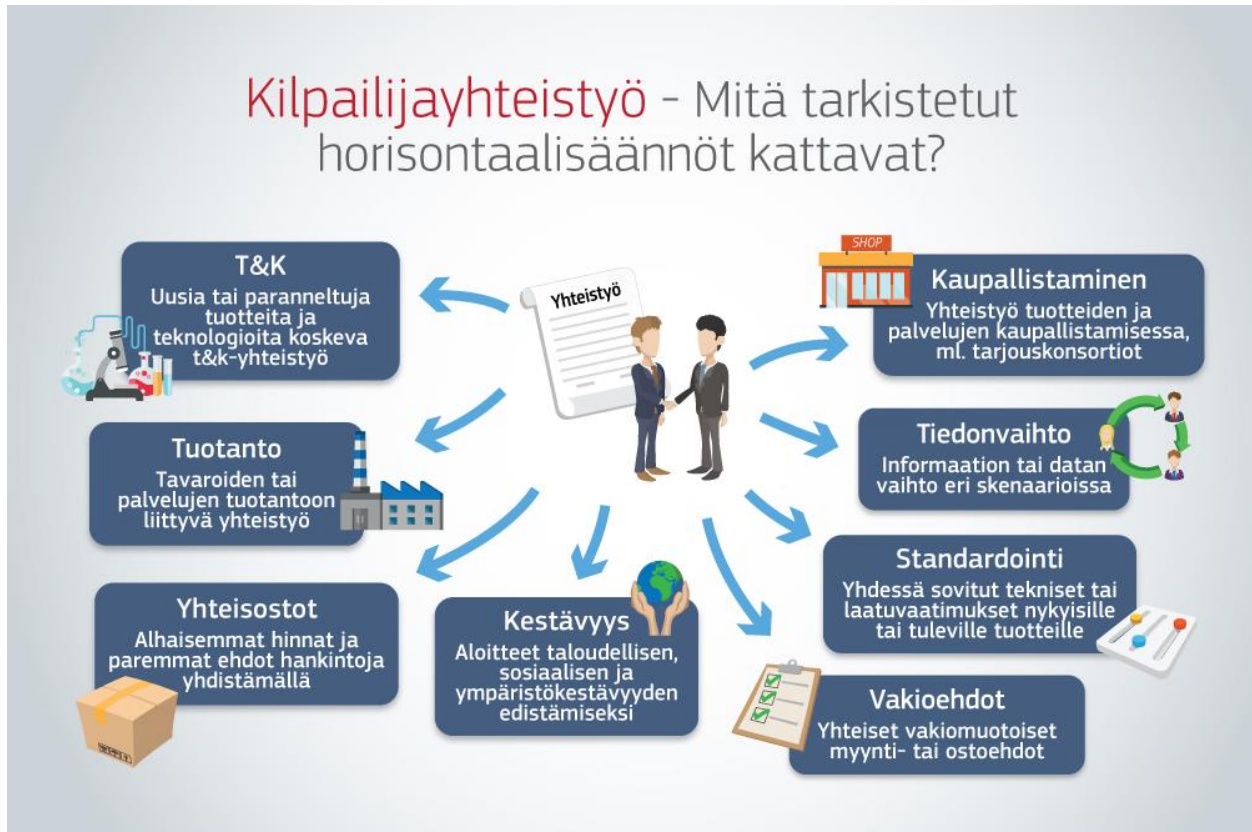 Kilpailijayhteistyö - Mitä tarkistetut
horisontaalisäännöt kattavat?
T&K
Uusia tai paranneltuja
tuotteita ja
teknologioita koskeva
t&k-yhteistyö
Tuotanto
Tavaroiden tai
palvelujen tuotantoon
liittyvä yhteistyö
Yhteisostot
Alhaisemmat hinnat ja
paremmat ehdot hankintoja
yhdistämällä
Yhteistyö
Kestävyys
Aloitteet taloudellisen,
sosiaalisen ja
ympäristökestävyyden
edistämiseksi
SHOP
Kaupallistaminen
Yhteistyö tuotteiden ja
palvelujen kaupallistamisessa,
ml. tarjouskonsortiot
Tiedonvaihto
Informaation tai datan
vaihto eri skenaarioissa
Standardointi
Yhdessä sovitut tekniset tai
laatuvaatimukset nykyisille
tai tuleville tuotteille
Vakioehdot
Yhteiset vakiomuotoiset
myynti- tai ostoehdot